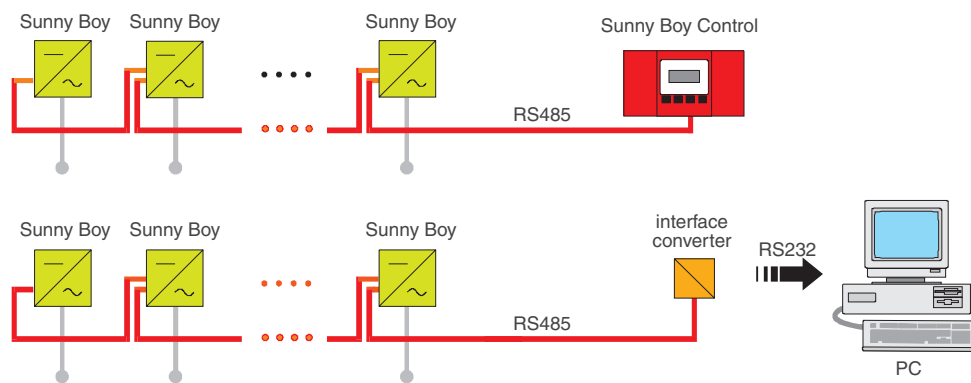 Sunny Boy
Sunny Boy
Sunny Boy
Sunny Boy Control
RS485
Sunny Boy
Sunny Boy
Sunny Boy
interface
converter
RS232
RS485
PC